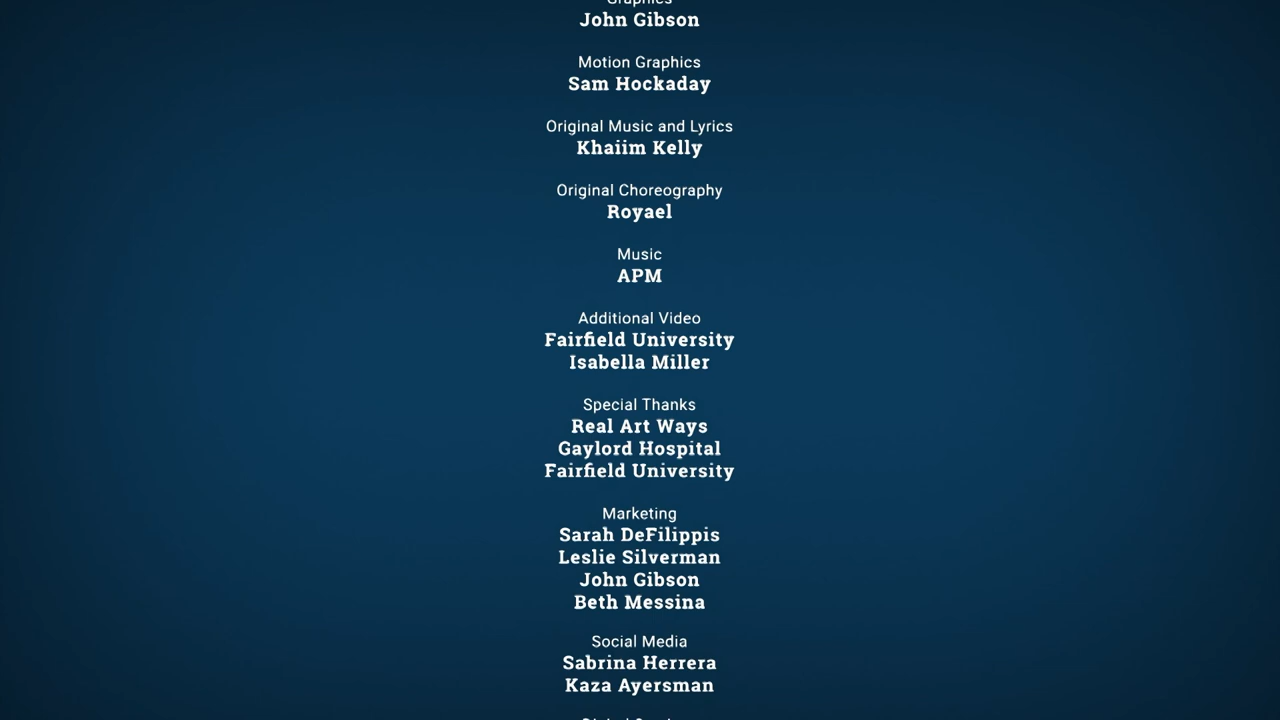 Graphics
John Gibson
Motion Graphics
Sam Hockaday
Original Music and Lyrics
Khaiim Kelly
Original Choreography
Royael
Music
APM
Additional Video
Fairfield University
Isabella Miller
Special Thanks
Real Art Ways
Gaylord Hospital
Fairfield University
Marketing
Sarah DeFilippis
Leslie Silverman
John Gibson
Beth Messina
Social Media
Sabrina Herrera
Kaza Ayersman